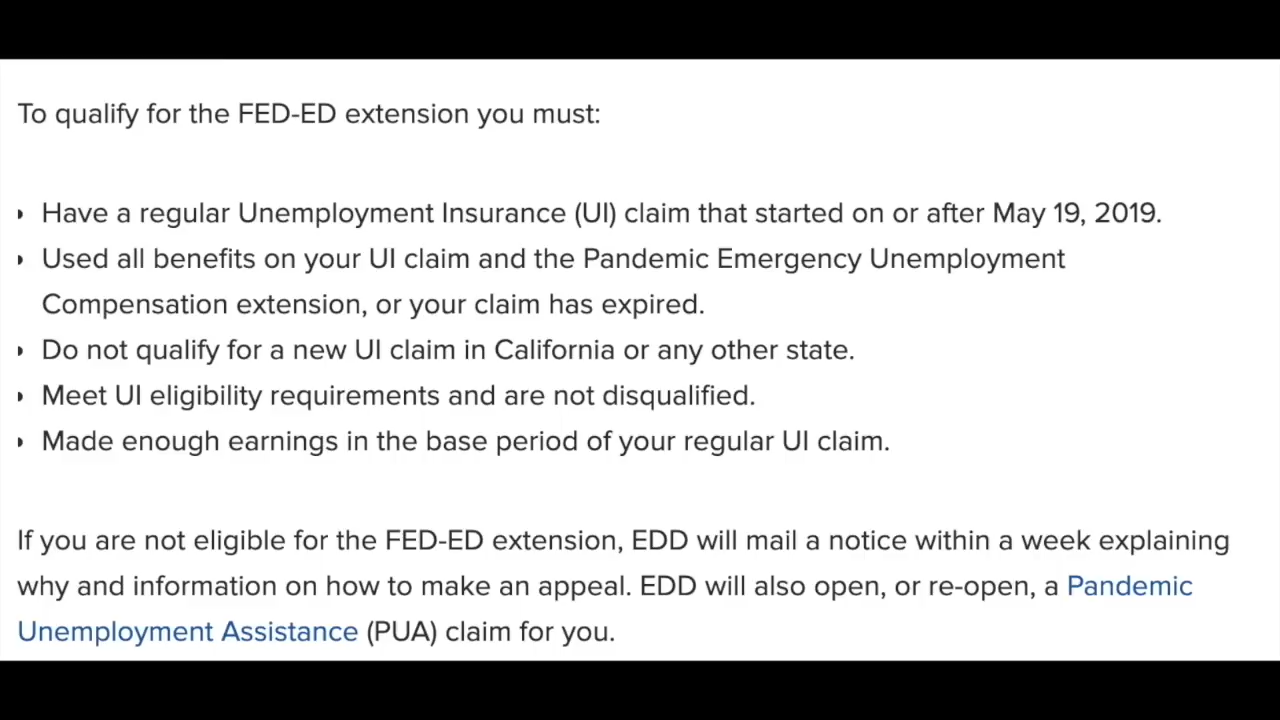 To qualify for the FED-ED extension you must:
Have a regular Unemployment Insurance (UI) claim that started on or after May 19, 2019.
Used all benefits on your UI claim and the Pandemic Emergency Unemployment
Compensation extension, or your claim has expired.
Do not qualify for a new UI claim in California or any other state.
Meet UI eligibility requirements and are not disqualified.
Made enough earnings in the base period of your regular UI claim.
If you are not eligible for the FED-ED extension, EDD will mail a notice within a week explaining
why and information on how to make an appeal. EDD will also open, or re-open, a Pandemic
Unemployment Assistance (PUA) claim for you.